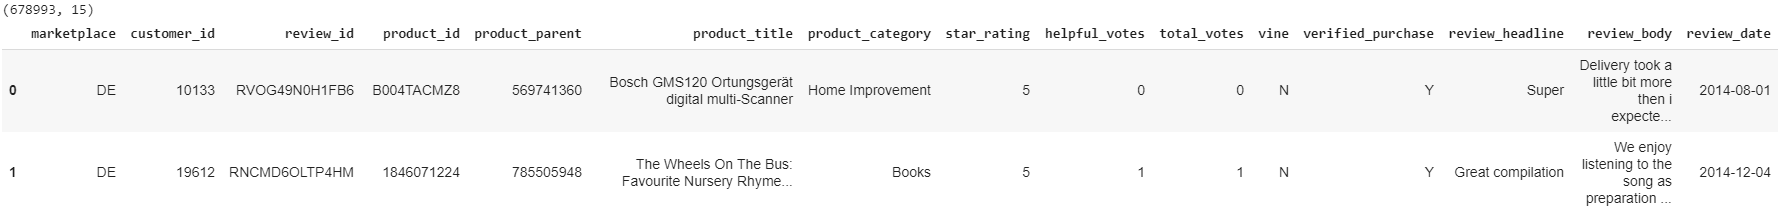 (678993, 15)
marketplace customer_id review_id product_id product_parent product_title product_category star_rating helpful_votes total_votes vine verified_purchase review_headline review_body review_date
0 DE 10133 RVOG49N0H1FB6 B004TACMZ8 569741360 Bosch GMS120 Ortungsgerät digital multi-Scanner Home Improvement 5 0 0 N Y Super Delivery took a little bit more then i expecte... 2014-08-01
1 DE 19612 RNCMD6OLTP4HM 1846071224 785505948 The Wheels On The Bus: Favourite Nursery Rhyme... Books 5 1 1 N Y Great compilation We enjoy listening to the song as preparation ... 2014-12-04